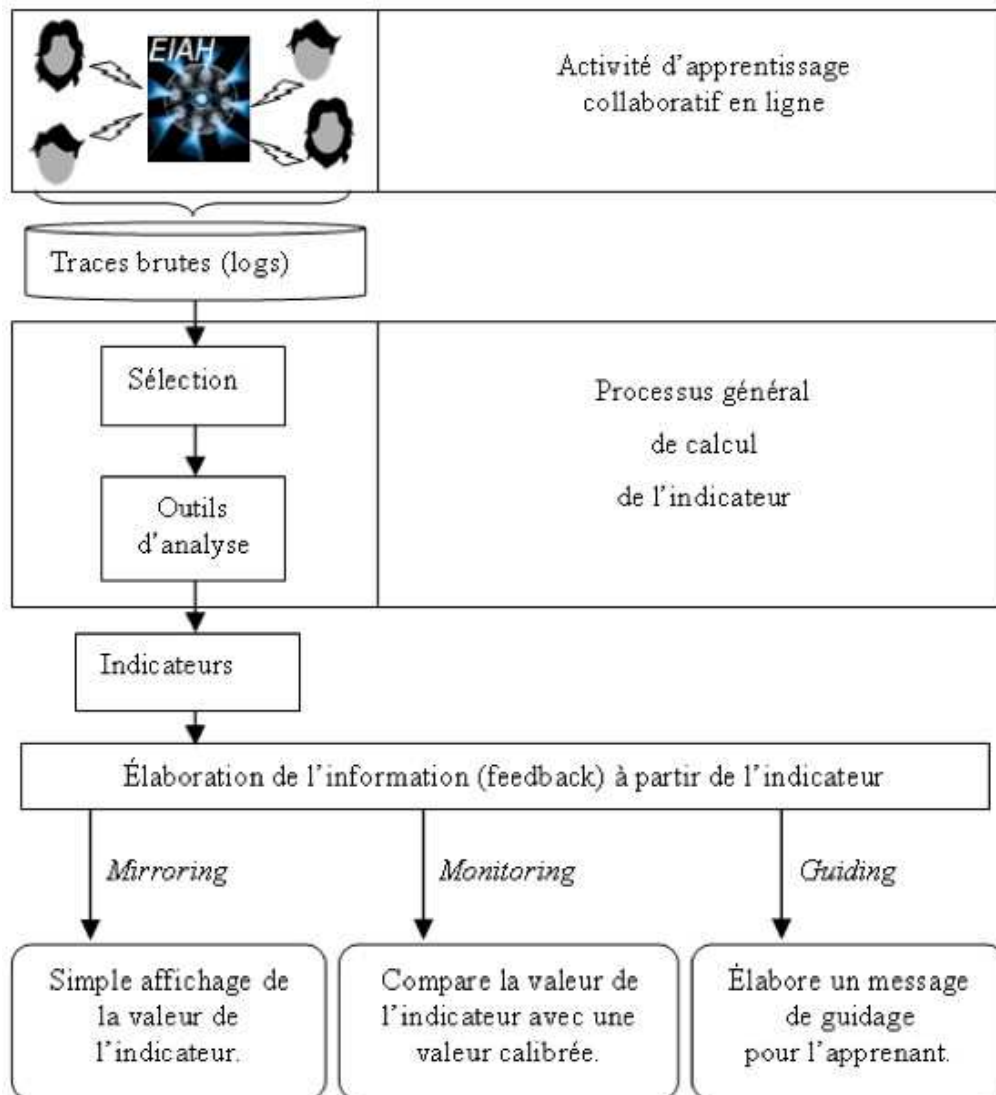 EIAH
Activité d'apprentissage
collaboratif en ligne
Traces brutes (logs)
Sélection
Processus général
de calcul
de l'indicateur
Outils
d'analyse
Indicateurs
Élaboration de l'information (feedback) à partir de l'indicateur
Mirroring
Monitoring
Guiding
Simple affichage de
la valeur de
l'indicateur.
Compare la valeur de
l'indicateur avec une
valeur calibrée.
Élabore un message
de guidage
pour l'apprenant.